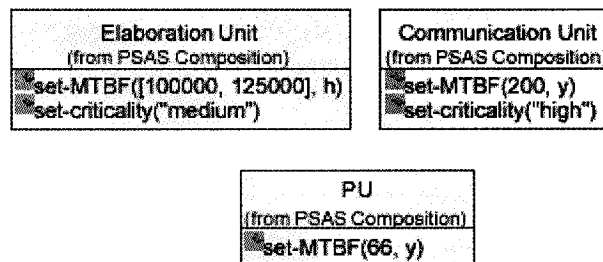 Elaboration Unit
(from PSAS Composition)
set-MTBF([100000, 125000], h)
set-criticality("medium")
Communication Unit
(from PSAS Composition
set-MTBF(200, y)
set-criticality("high")
PU
(from PSAS Composition)
set-MTBF(66, y)